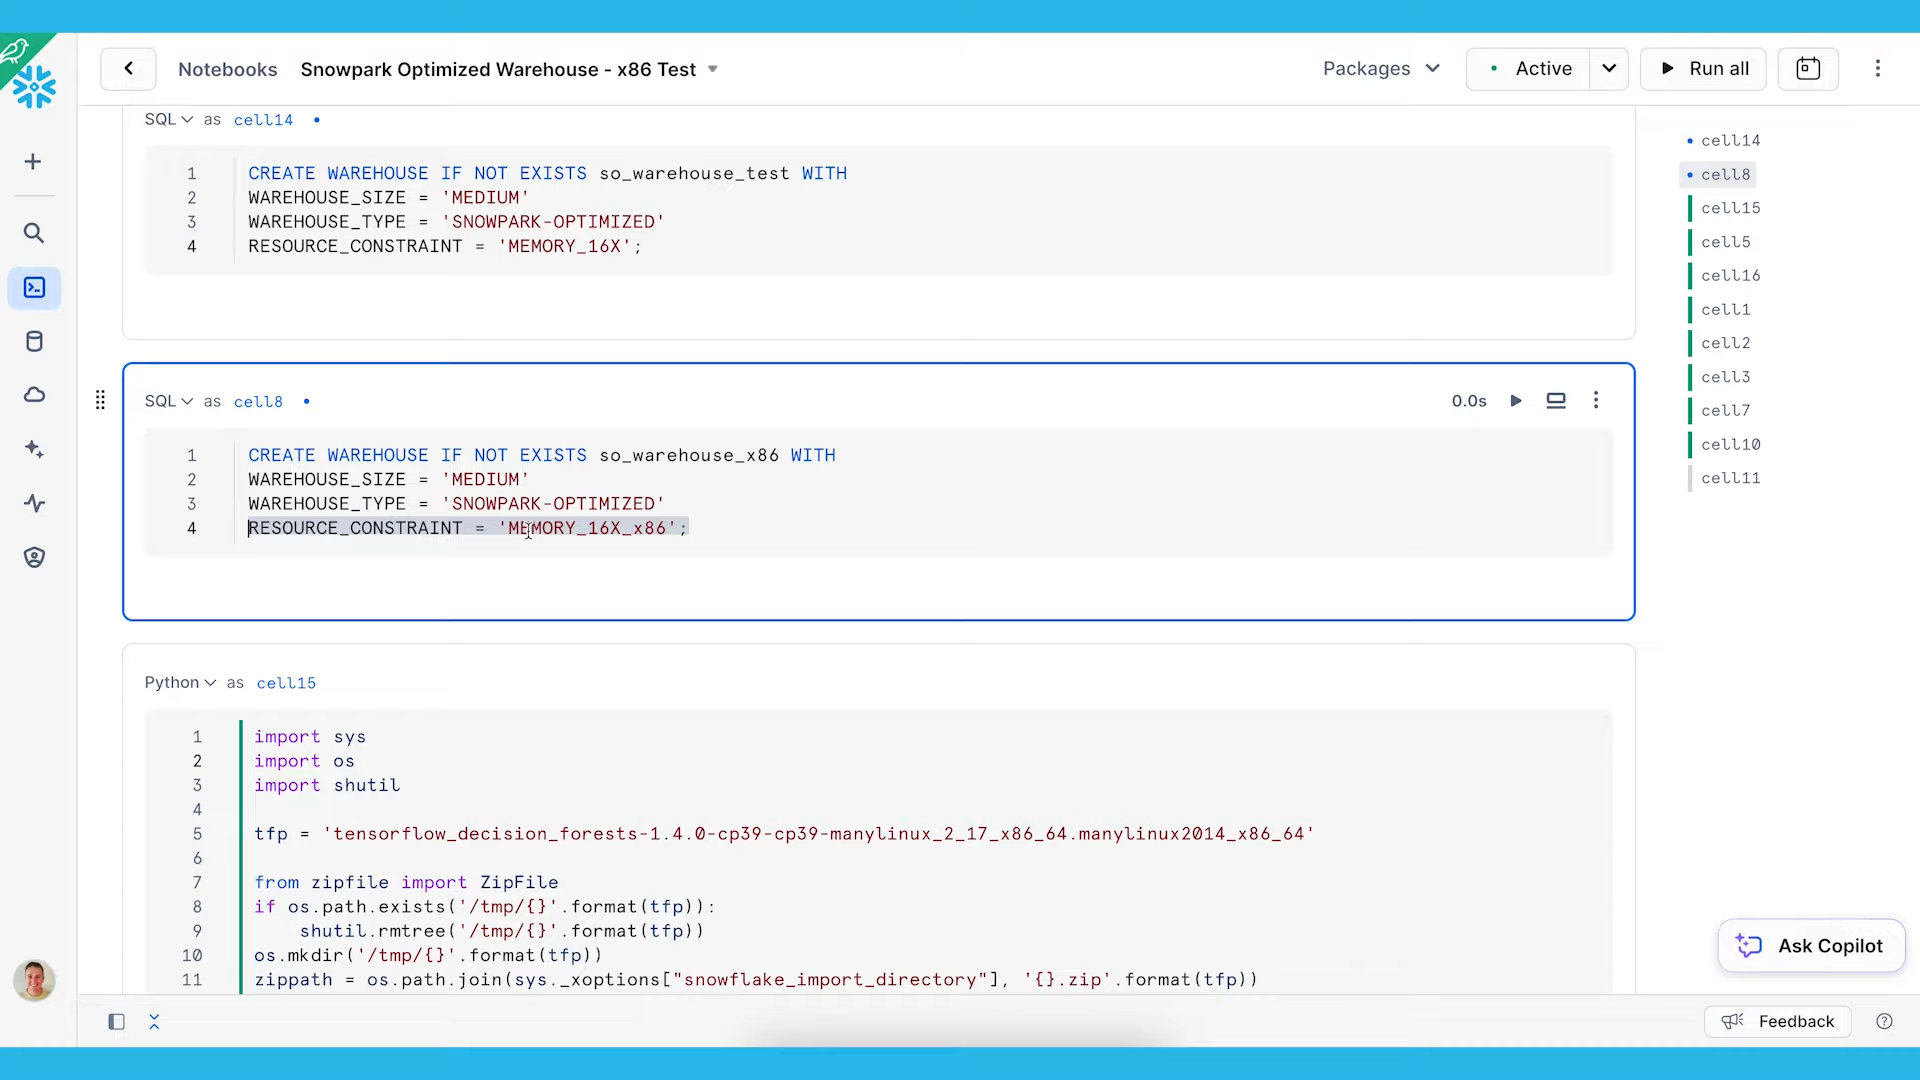 Notebooks Snowpark Optimized Warehouse - x86 Test Packages Active Run all
SQL as cell14
1 CREATE WAREHOUSE IF NOT EXISTS so_warehouse_test WITH
2 WAREHOUSE_SIZE = 'MEDIUM'
3 WAREHOUSE_TYPE = 'SNOWPARK-OPTIMIZED'
4 RESOURCE_CONSTRAINT = 'MEMORY_16X';
SQL as cell8 0.0s
1 CREATE WAREHOUSE IF NOT EXISTS so_warehouse_x86 WITH
2 WAREHOUSE_SIZE = 'MEDIUM'
3 WAREHOUSE_TYPE = 'SNOWPARK-OPTIMIZED'
4 RESOURCE_CONSTRAINT = 'MEMORY_16X_x86';
Python as cell15
1 import sys
2 import os
3 import shutil
4
5 tfp = 'tensorflow_decision_forests-1.4.0-cp39-cp39-manylinux_2_17_x86_64.manylinux2014_x86_64'
6
7 from zipfile import ZipFile
8 if os.path.exists('/tmp/{}'.format(tfp)):
9 shutil.rmtree('/tmp/{}'.format(tfp))
10 os.mkdir('/tmp/{}'.format(tfp))
11 zippath = os.path.join(sys._xoptions["snowflake_import_directory"], '{}.zip'.format(tfp))
cell14
cell8
cell15
cell5
cell16
cell1
cell2
cell3
cell7
cell10
cell11
Ask Copilot
Feedback